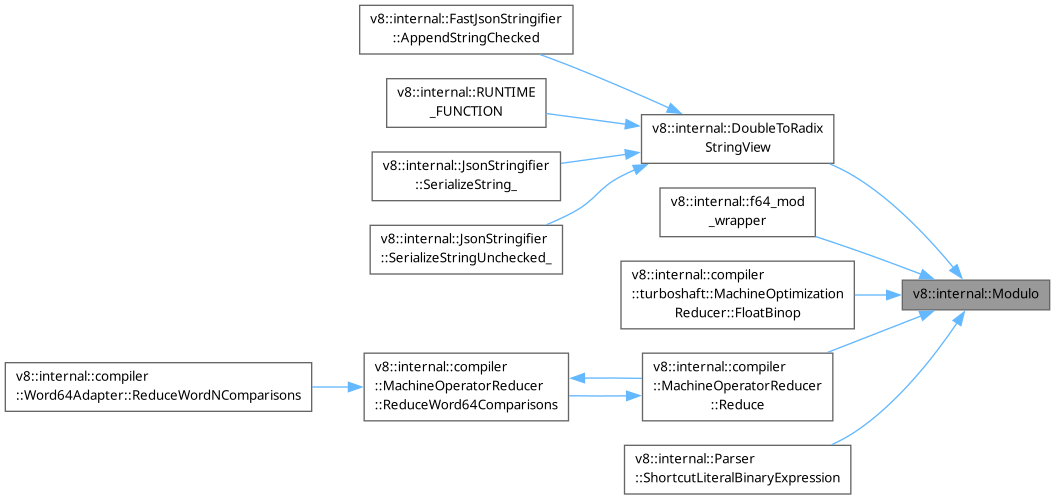 v8::internal::FastJsonStringifier
::AppendStringChecked
v8::internal::RUNTIME
_FUNCTION
v8::internal::DoubleToRadix
StringView
v8::internal::JsonStringifier
::SerializeString_
v8::internal::f64_mod
_wrapper
v8::internal::JsonStringifier
::SerializeStringUnchecked_
v8::internal::compiler
::turboshaft::MachineOptimization
Reducer::FloatBinop
v8::internal::Modulo
v8::internal::compiler
::Word64Adapter::ReduceWordNComparisons
v8::internal::compiler
::MachineOperatorReducer
::ReduceWord64Comparisons
v8::internal::compiler
::MachineOperatorReducer
::Reduce
v8::internal::Parser
::ShortcutLiteralBinaryExpression